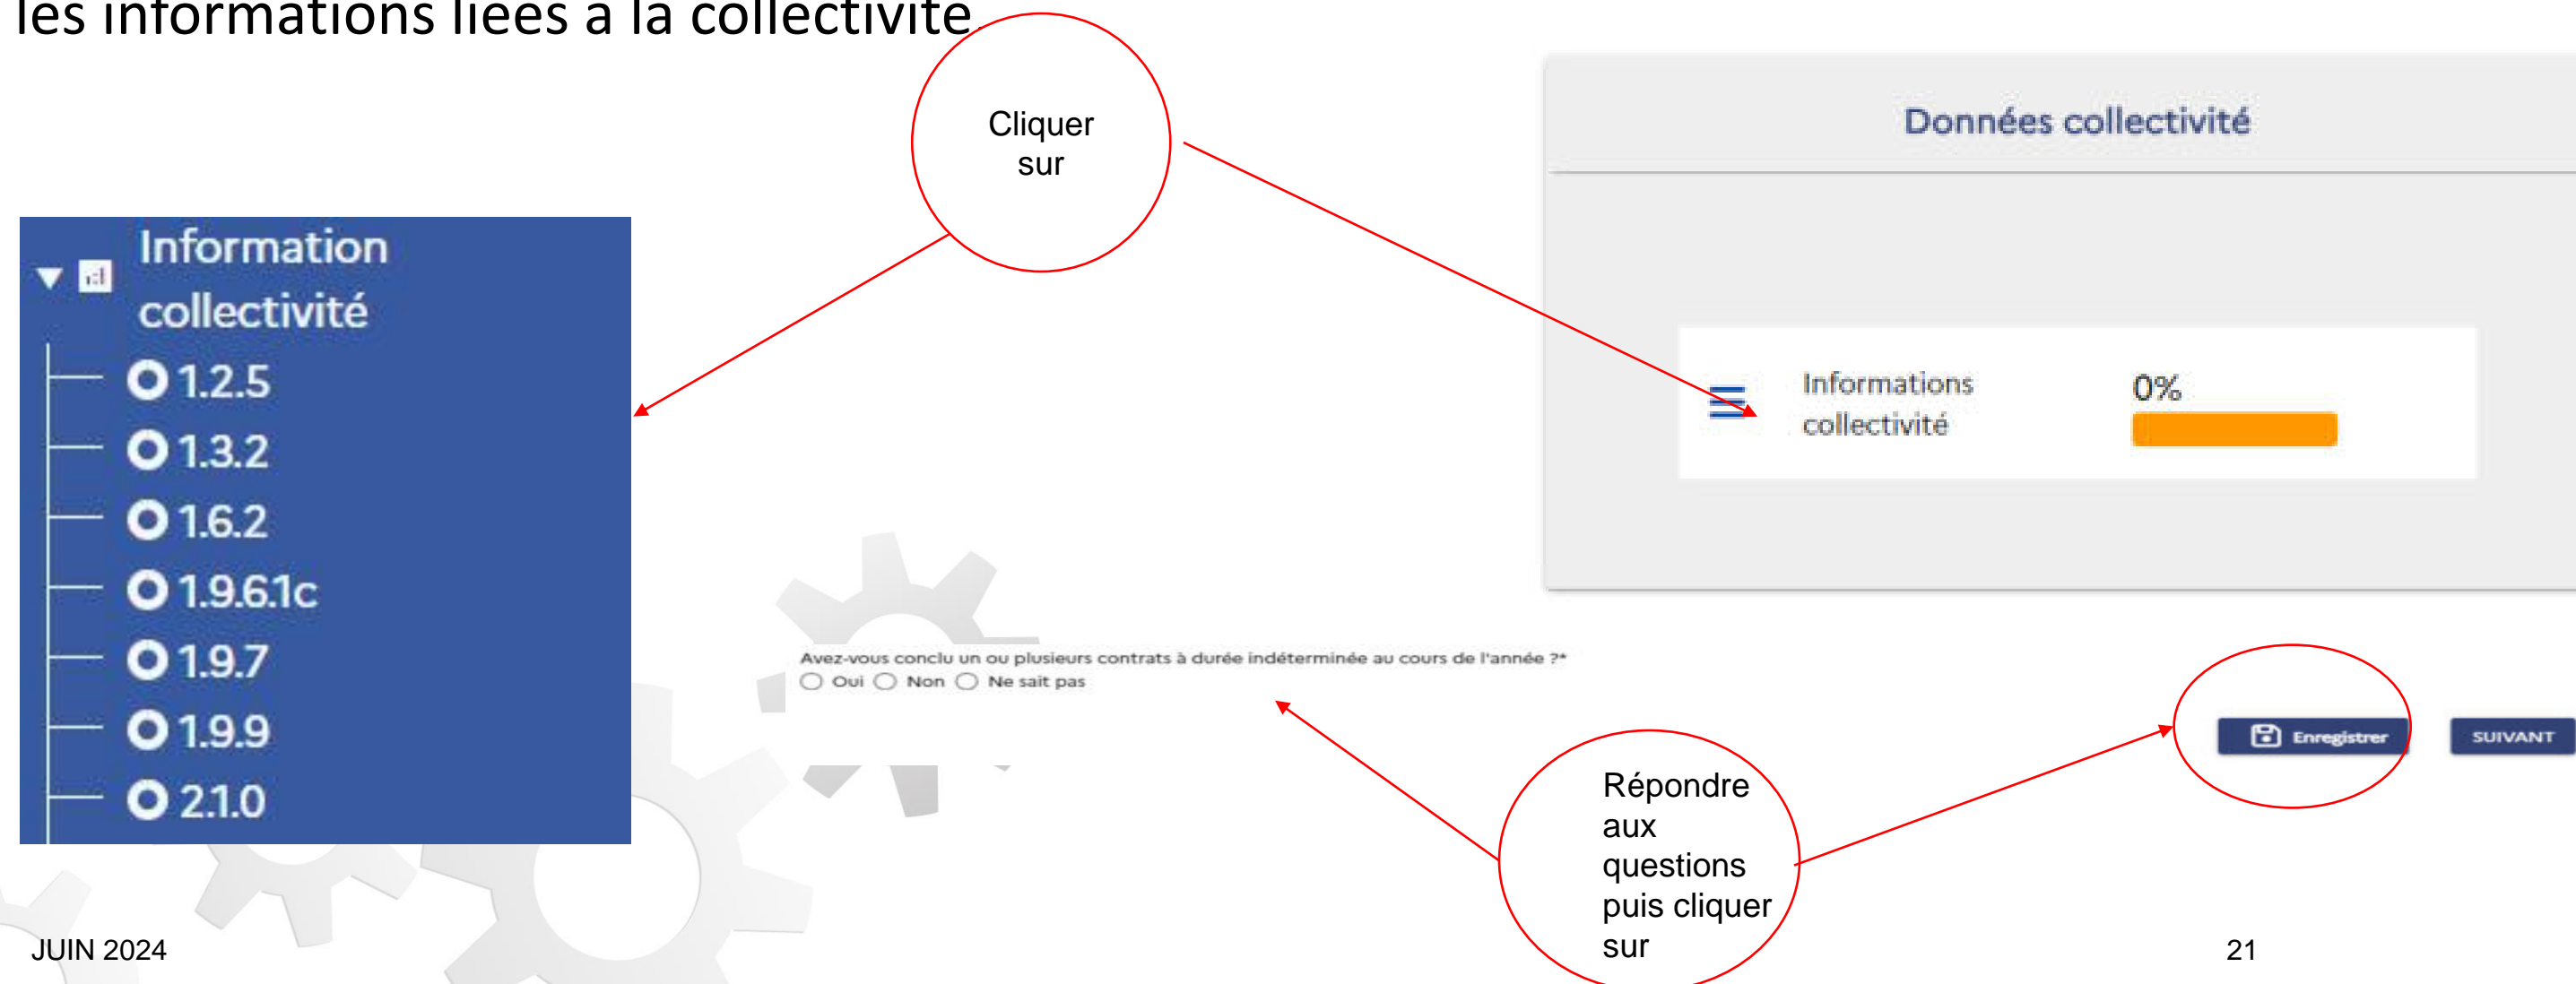 les informations liées à la collectivité.
Cliquer
sur
Données collectivité
Information
collectivité
1.2.5
1.3.2
1.6.2
1.9.6.1c
1.9.7
1.9.9
2.1.0
Informations
collectivité
0%
Avez-vous conclu un ou plusieurs contrats à durée indéterminée au cours de l'année ?*
Oui Non Ne sait pas
Enregistrer
SUIVANT
Répondre
aux
questions
puis cliquer
sur
JUIN 2024
21